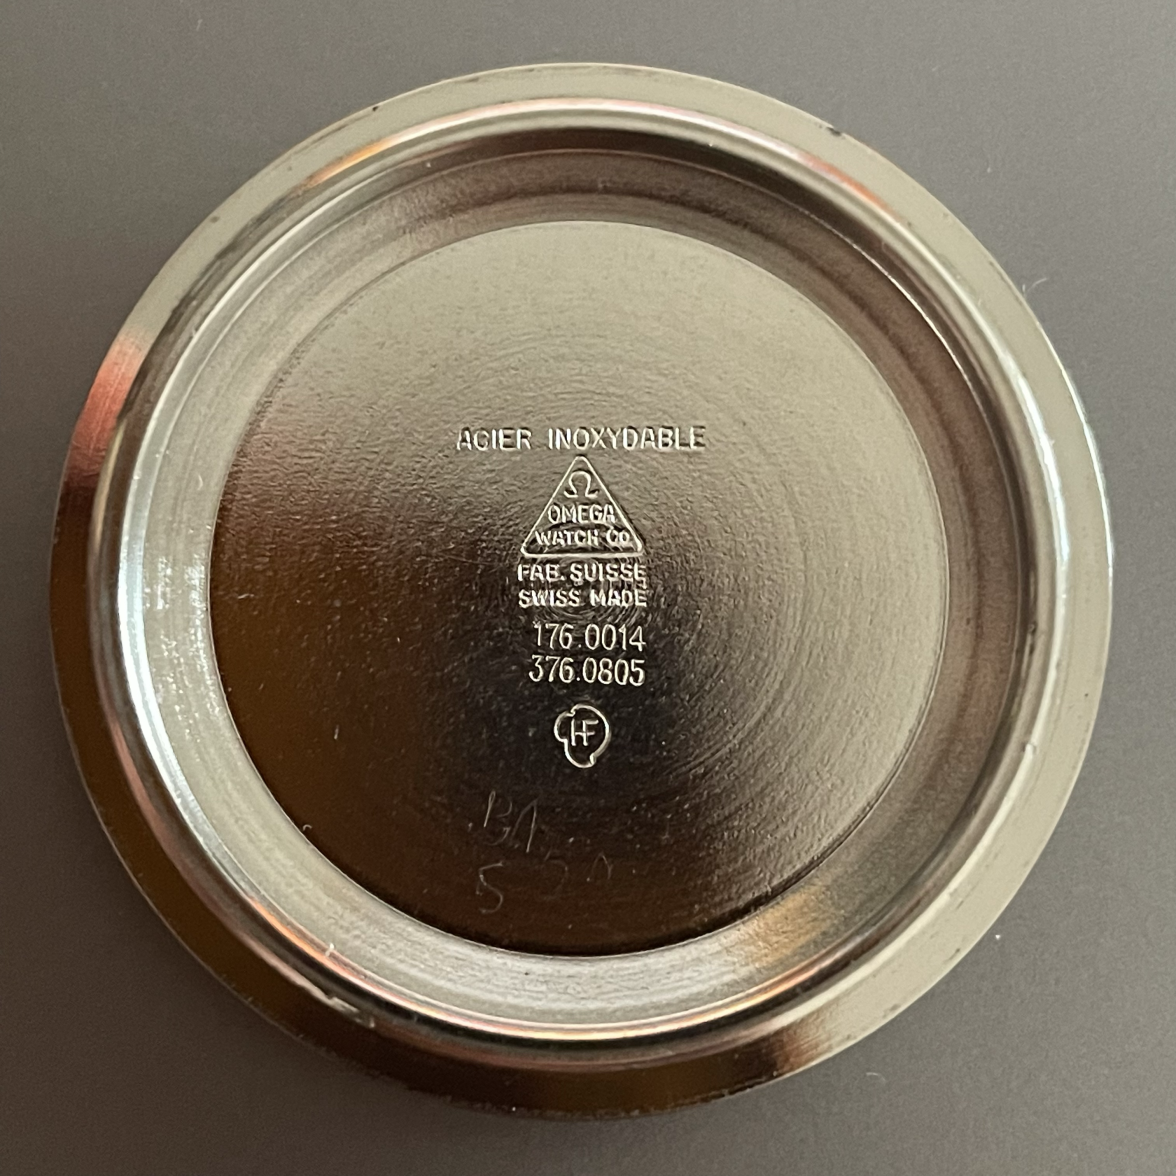 ACIER INOXYDABLE
Ω
OMEGA
WATCH CO
FAB. SUISSE
SWISS MADE
176.0014
376.0805
HF